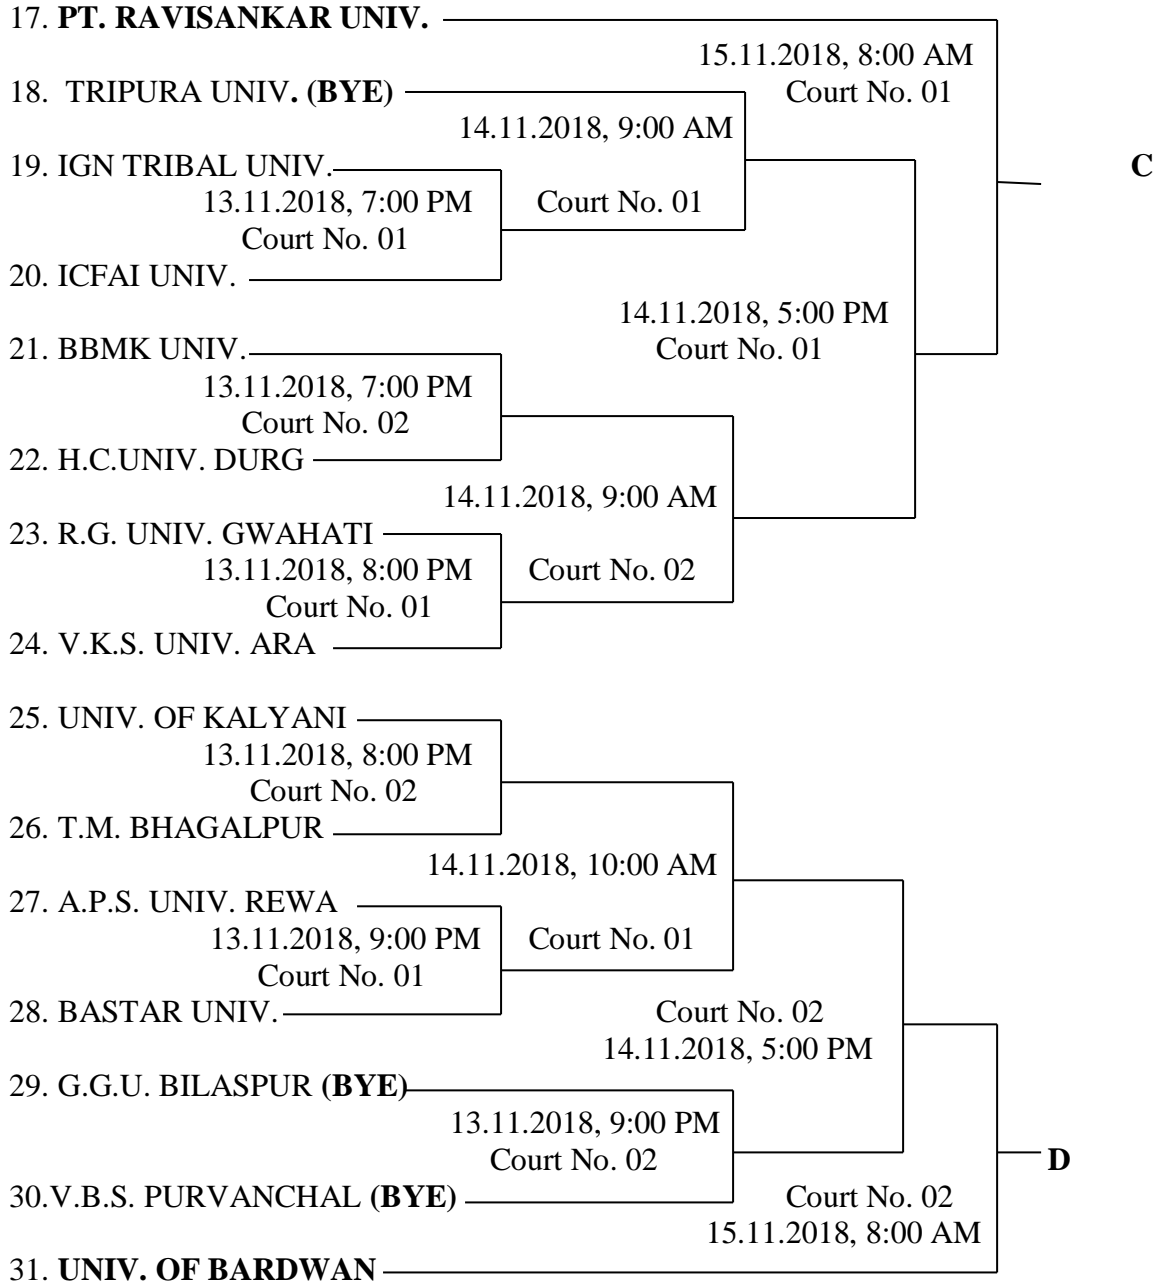 17. PT. RAVISANKAR UNIV.
15.11.2018, 8:00 AM
18. TRIPURA UNIV. (BYE)
Court No. 01
14.11.2018, 9:00 AM
19. IGN TRIBAL UNIV.
C
13.11.2018, 7:00 PM
Court No. 01
Court No. 01
20. ICFAI UNIV.
14.11.2018, 5:00 PM
21. BBMK UNIV.
Court No. 01
13.11.2018, 7:00 PM
Court No. 02
22. H.C.UNIV. DURG
14.11.2018, 9:00 AM
23. R.G. UNIV. GWAHATI
13.11.2018, 8:00 PM
Court No. 02
Court No. 01
24. V.K.S. UNIV. ARA
25. UNIV. OF KALYANI
13.11.2018, 8:00 PM
Court No. 02
26. T.M. BHAGALPUR
14.11.2018, 10:00 AM
27. A.P.S. UNIV. REWA
13.11.2018, 9:00 PM
Court No. 01
Court No. 01
28. BASTAR UNIV.
Court No. 02
14.11.2018, 5:00 PM
29. G.G.U. BILASPUR (BYE)
13.11.2018, 9:00 PM
Court No. 02
D
30.V.B.S. PURVANCHAL (BYE)
Court No. 02
15.11.2018, 8:00 AM
31. UNIV. OF BARDWAN